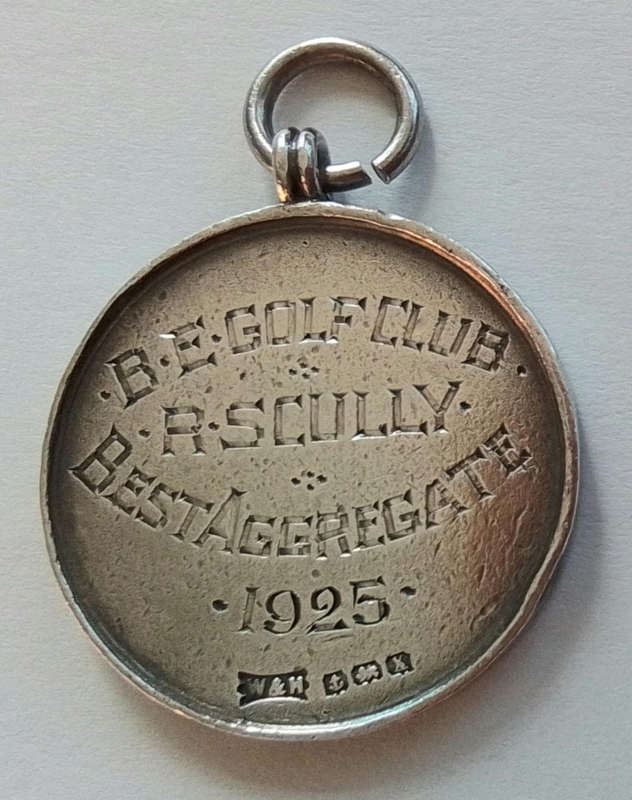 ·B·E·GOLF CLUB·
·R·SCULLY·
BEST AGGREGATE
·1925·
W&H K